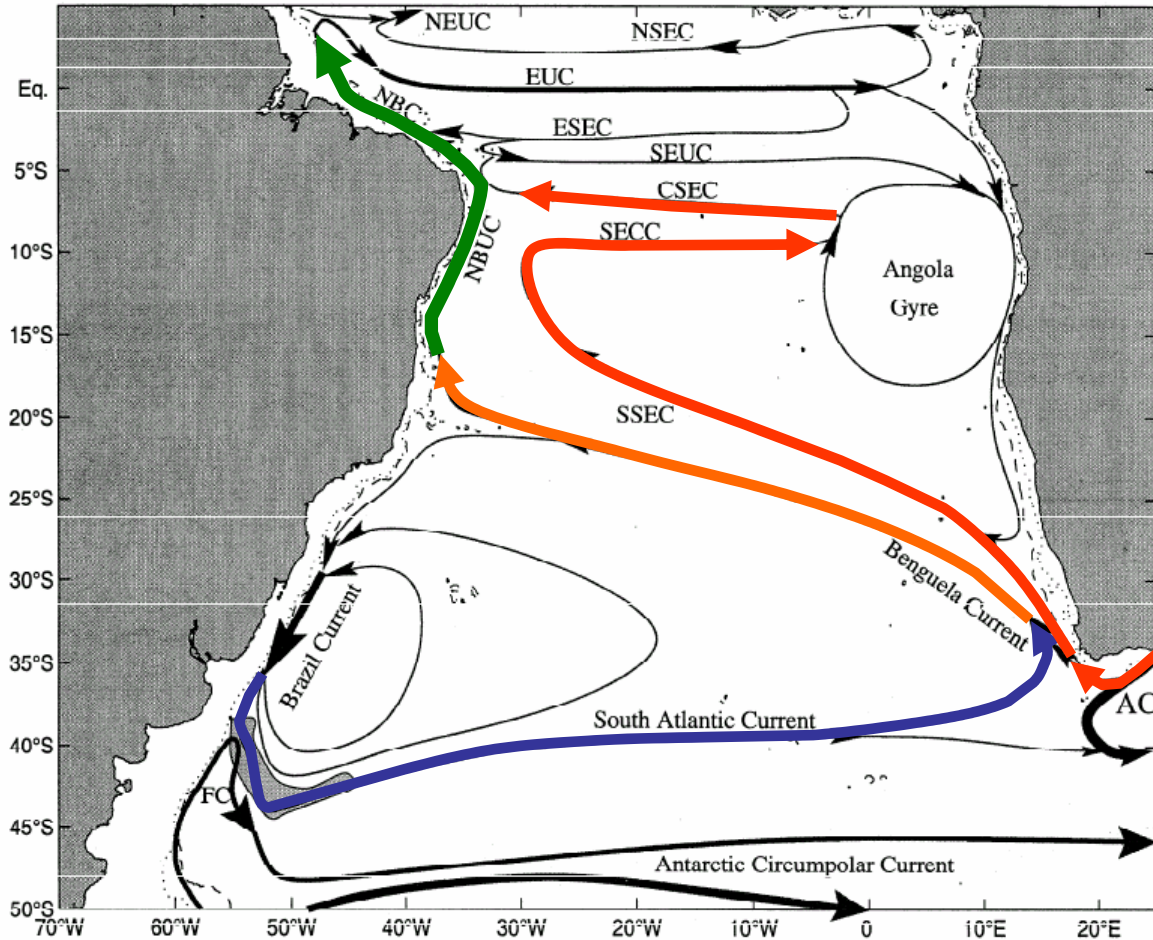 NEUC
NSEC
Eq.
EUC
NBC
ESEC
SEUC
5°S
CSEC
SECC
10°S
NBUC
Angola
Gyre
15°S
SSEC
20°S
25°S
Benguela Current
30°S
Brazil Current
35°S
South Atlantic Current
40°S
FC
45°S
Antarctic Circumpolar Current
50°S
70°W
60°W
50°W
40°W
30°W
20°W
10°W
0
10°E
20°E